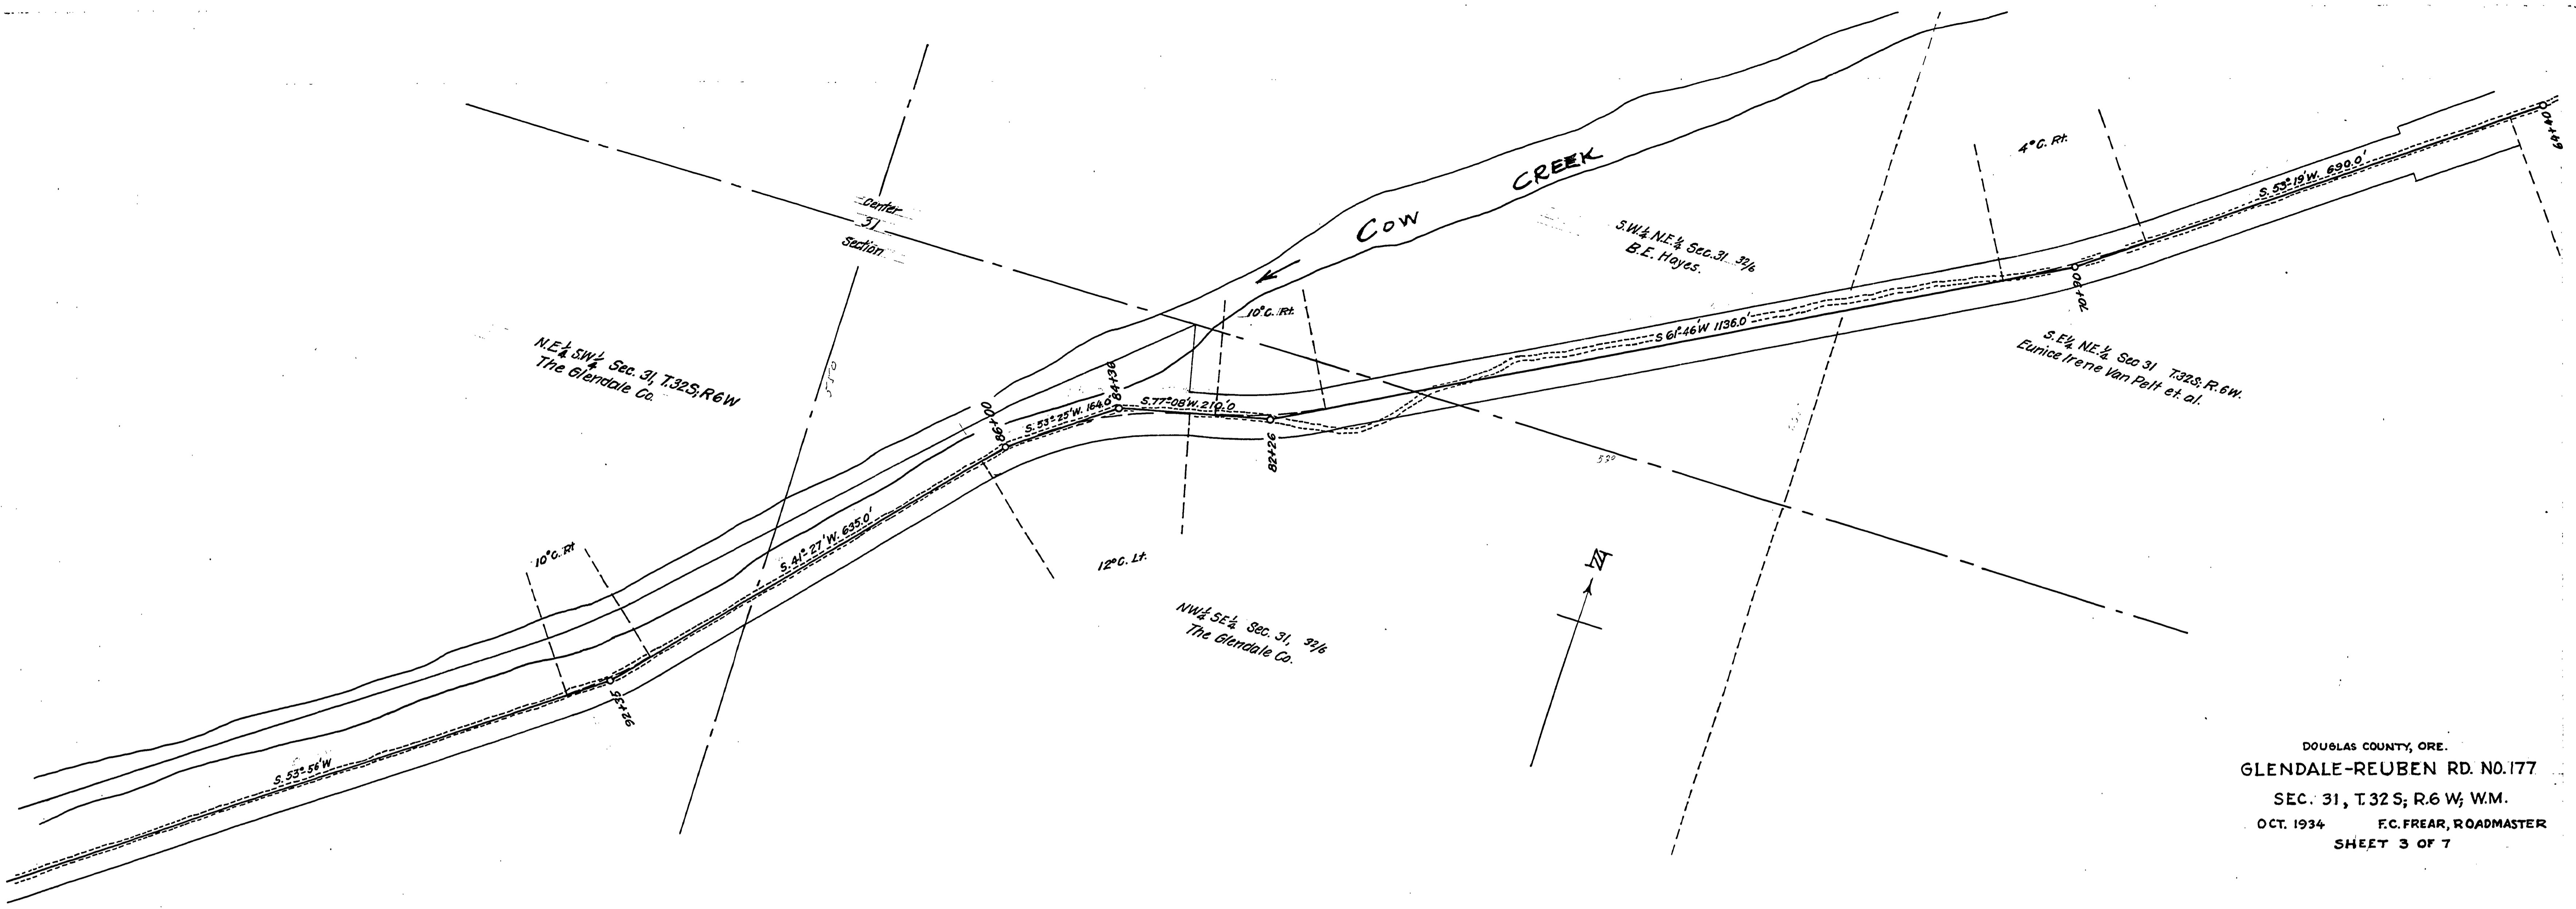 Center
31
Section
CREEK
Cow
4°C. Rt.
64+40
S. 53°-19'W. 690.0'
S.W.¼ N.E.¼ Sec. 31 32/6
B.E. Hayes.
70+90
10°C. Rt.
S 61°-46'W 1136.0'
S.E¼ N.E.¼ Sec 31 T.32S; R.6W.
Eunice Irene Van Pelt et. al.
N.E¼ S.W¼ Sec. 31, T.32S; R6W
The Glendale Co.
84+36
S.77°-08'W. 210.'0
82+26
S. 53°-25'W. 164.0'
86+00
53°
S. 41°-27'W. 635.0'
10°C. Rt
12°C. Lt.
N
NW¼ SE¼ Sec. 31, 32/6
The Glendale Co.
92+35
S. 53°-56'W
DOUGLAS COUNTY, ORE.
GLENDALE-REUBEN RD. NO. 177
SEC. 31, T.32 S; R.6 W; W.M.
OCT. 1934 F.C. FREAR, ROADMASTER
SHEET 3 OF 7